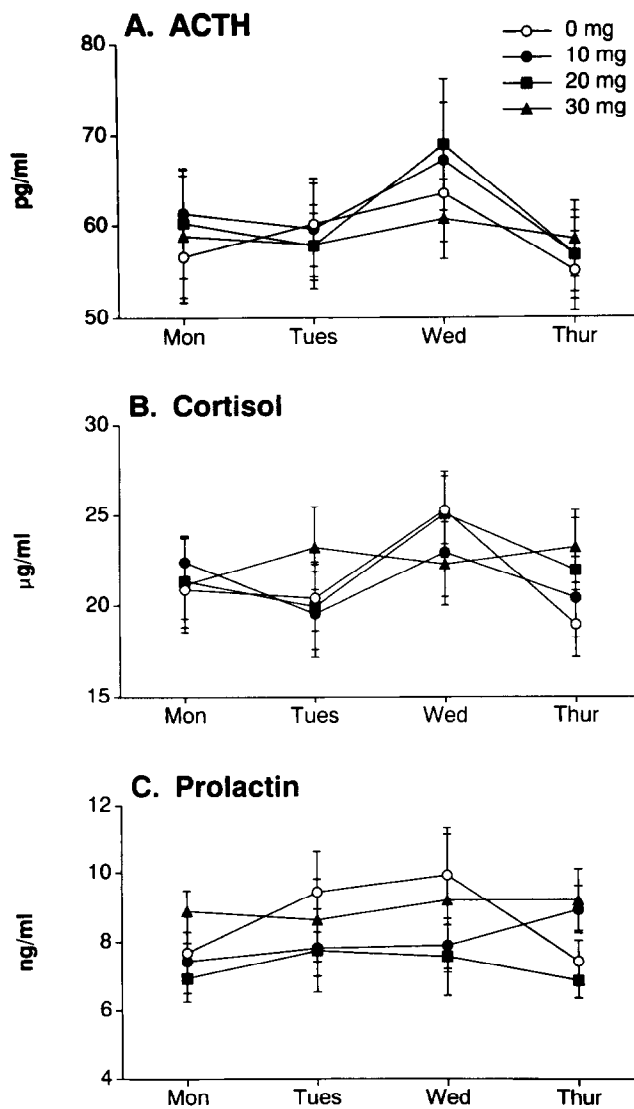 A. ACTH
0 mg
10 mg
20 mg
30 mg
80
70
60
50
pg/ml
Mon Tues Wed Thur
B. Cortisol
30
25
20
15
µg/ml
Mon Tues Wed Thur
C. Prolactin
12
10
8
6
4
ng/ml
Mon Tues Wed Thur